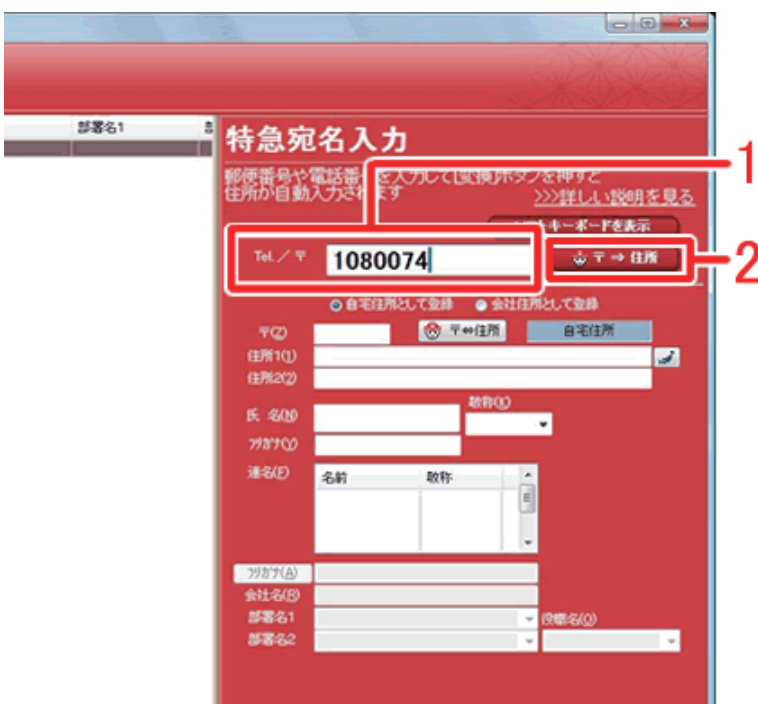 部署名1
特急宛名入力
郵便番号や電話番号を入力して[変換]ボタンを押すと
住所が自動入力されます
>>>詳しい説明を見る
1
キーボードを表示
Tel.／〒 1080074 〒⇒住所
2
自宅住所として登録 会社住所として登録
〒(Z) 〒⇔住所 自宅住所
住所1(1)
住所2(2)
敬称(K)
氏 名(N)
フリガナ(Y)
連名(F) 名前 敬称
フリガナ(A)
会社名(B)
部署名1 役職名(O)
部署名2